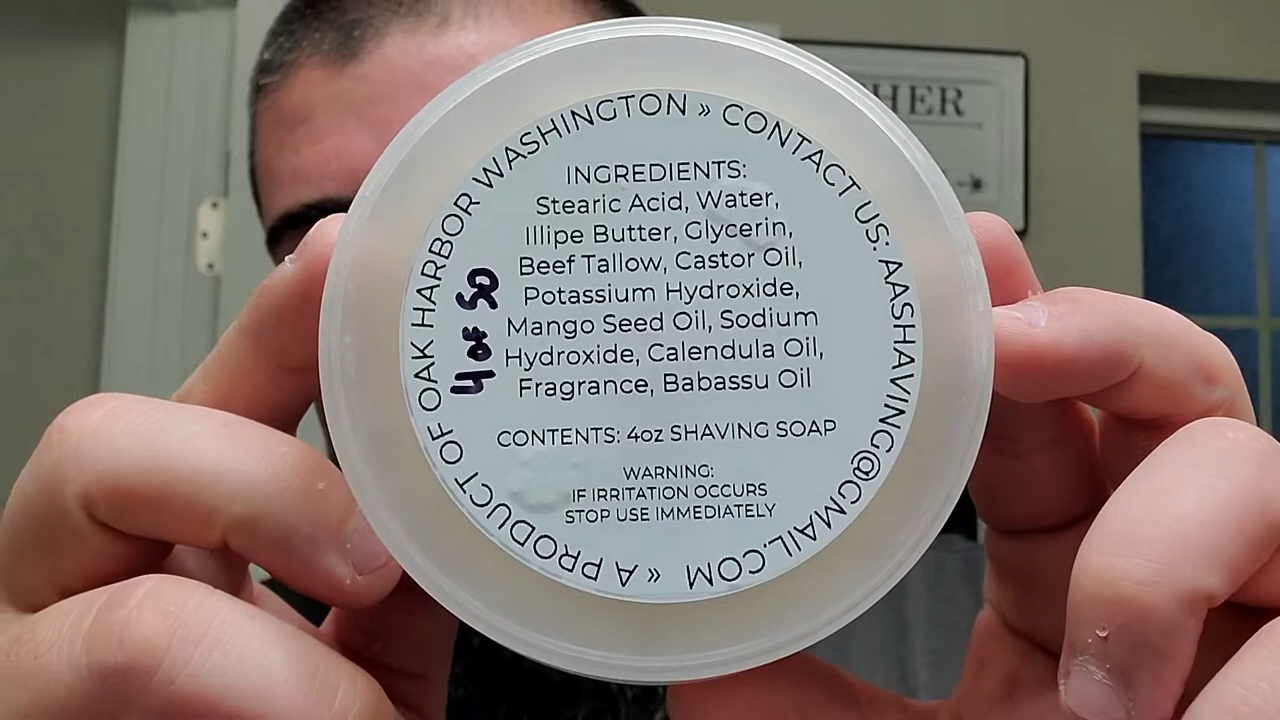 A PRODUCT OF OAK HARBOR WASHINGTON » CONTACT US: AASHAVING@GMAIL.COM «
INGREDIENTS:
Stearic Acid, Water,
Illipe Butter, Glycerin,
Beef Tallow, Castor Oil,
Potassium Hydroxide,
Mango Seed Oil, Sodium
Hydroxide, Calendula Oil,
Fragrance, Babassu Oil
CONTENTS: 4oz SHAVING SOAP
WARNING:
IF IRRITATION OCCURS
STOP USE IMMEDIATELY
4 of 50